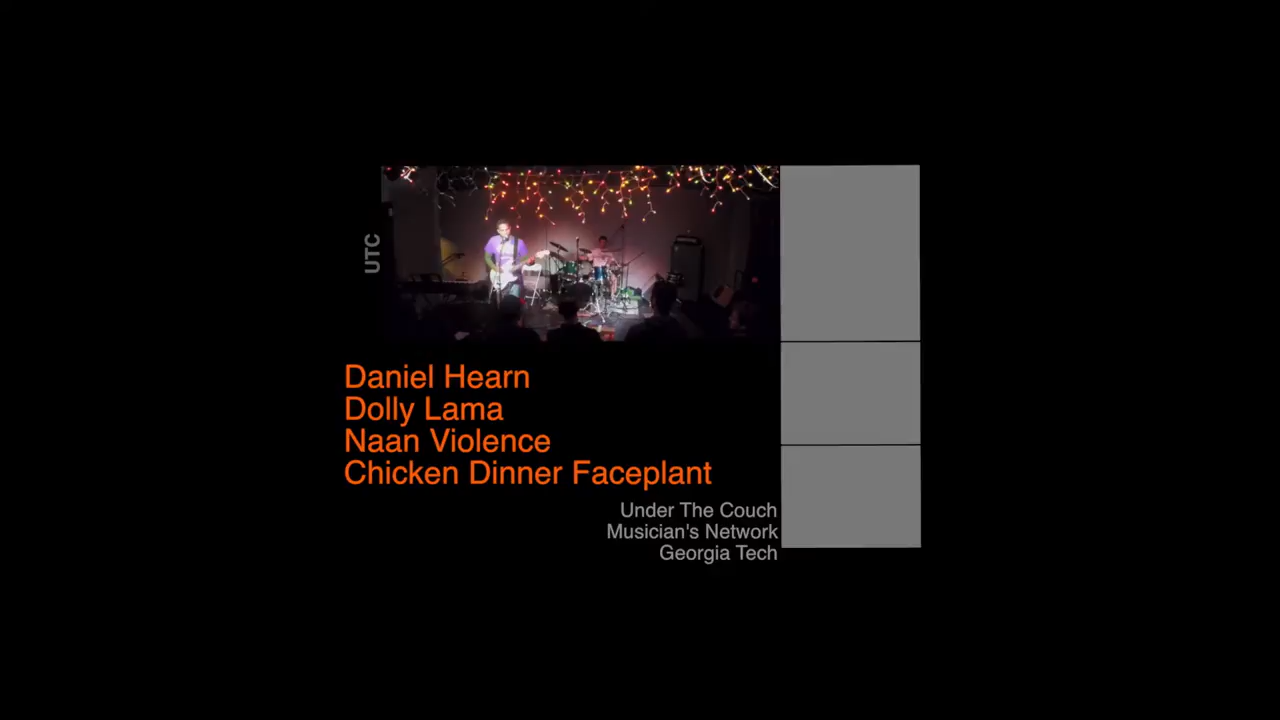 UTC
Daniel Hearn
Dolly Lama
Naan Violence
Chicken Dinner Faceplant
Under The Couch
Musician's Network
Georgia Tech